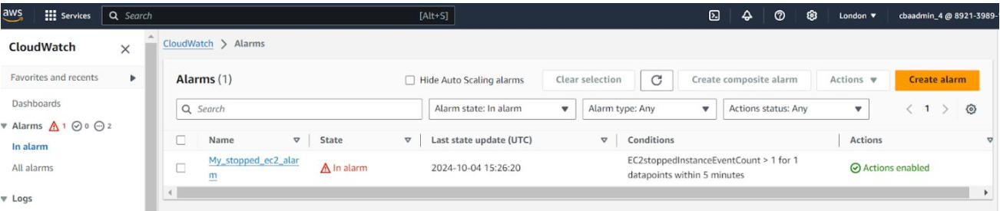 aws Services Search [Alt+S] London cbaadmin_4 @ 8921-3989-
CloudWatch
Favorites and recents
Dashboards
Alarms 1 0 2
In alarm
All alarms
Logs
CloudWatch > Alarms
Alarms (1) Hide Auto Scaling alarms Clear selection Create composite alarm Actions Create alarm
Search Alarm state: In alarm Alarm type: Any Actions status: Any 1
Name State Last state update (UTC) Conditions Actions
My_stopped_ec2_alar
m
In alarm
2024-10-04 15:26:20
EC2stoppedInstanceEventCount > 1 for 1
datapoints within 5 minutes
Actions enabled